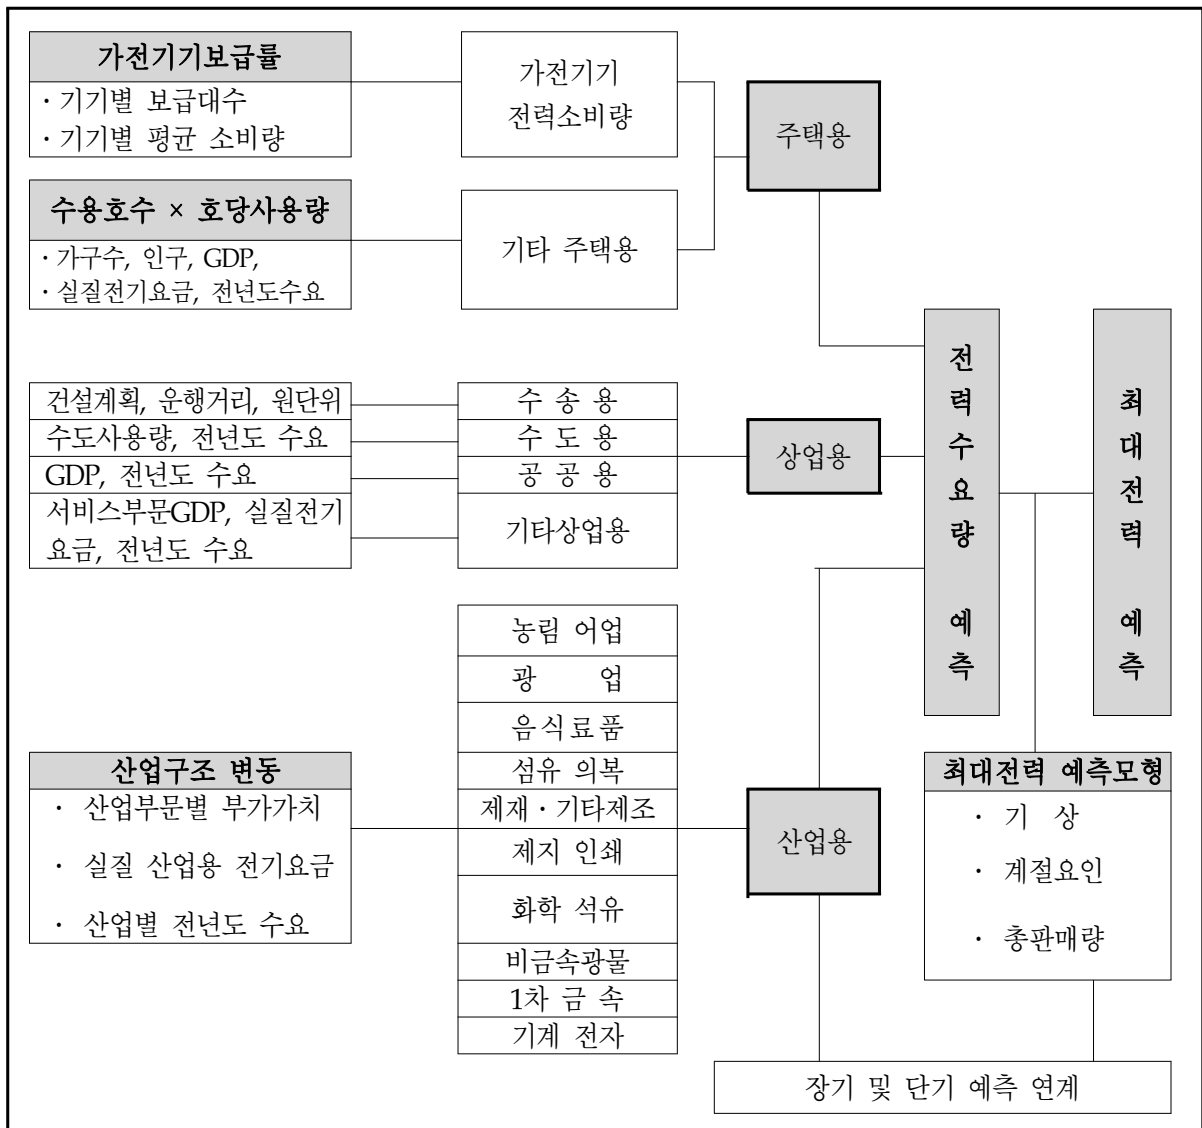 가전기기보급률
· 기기별 보급대수
· 기기별 평균 소비량
가전기기
전력소비량
주택용
수용호수 × 호당사용량
· 가구수, 인구, GDP,
· 실질전기요금, 전년도수요
기타 주택용
건설계획, 운행거리, 원단위
수도사용량, 전년도 수요
GDP, 전년도 수요
서비스부문GDP, 실질전기
요금, 전년도 수요
수 송 용
수 도 용
공 공 용
기타상업용
상업용
전력수요량 예측
최대전력 예측
산업구조 변동
· 산업부문별 부가가치
· 실질 산업용 전기요금
· 산업별 전년도 수요
농림 어업
광 업
음식료품
섬유 의복
제재・기타제조
제지 인쇄
화학 석유
비금속광물
1차 금 속
기계 전자
산업용
최대전력 예측모형
· 기 상
· 계절요인
· 총판매량
장기 및 단기 예측 연계